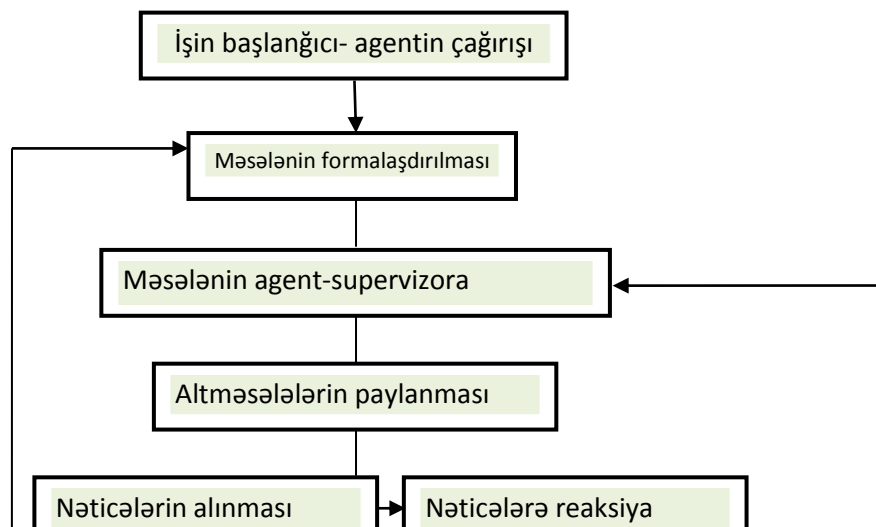 İşin başlanğıcı- agentin çağırışı
Məsələnin formalaşdırılması
Məsələnin agent-supervizora
Altməsələlərin paylanması
Nəticələrin alınması
Nəticələrə reaksiya